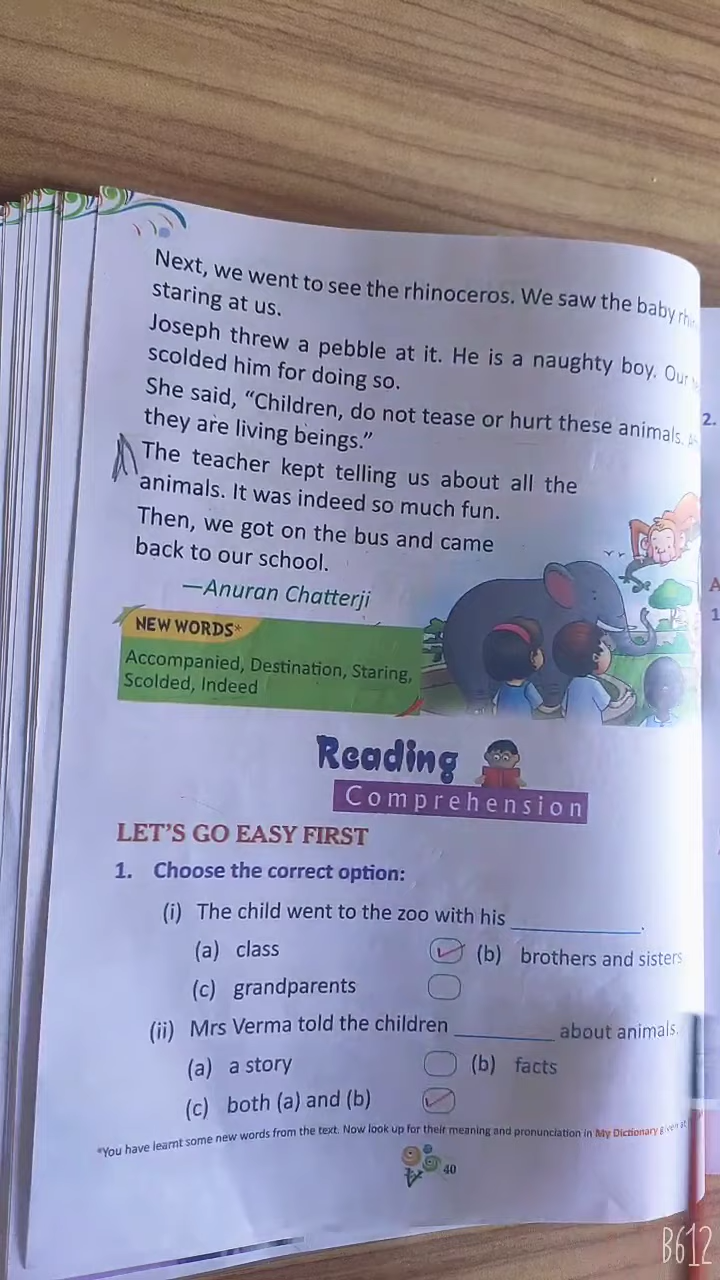 Next, we went to see the rhinoceros. We saw the baby
staring at us.
Joseph threw a pebble at it. He is a naughty boy. Our
scolded him for doing so.
She said, “Children, do not tease or hurt these animals.
they are living beings.”
The teacher kept telling us about all the
animals. It was indeed so much fun.
Then, we got on the bus and came
back to our school.
—Anuran Chatterji
NEW WORDS*
Accompanied, Destination, Staring,
Scolded, Indeed
Reading
Comprehension
LET'S GO EASY FIRST
1. Choose the correct option:
(i) The child went to the zoo with his ____________.
(a) class (b) brothers and sisters
(c) grandparents
(ii) Mrs Verma told the children _________ about animals.
(a) a story (b) facts
(c) both (a) and (b)
*You have learnt some new words from the text. Now look up for their meaning and pronunciation in My Dictionary given at
40
2.
A
1
B612